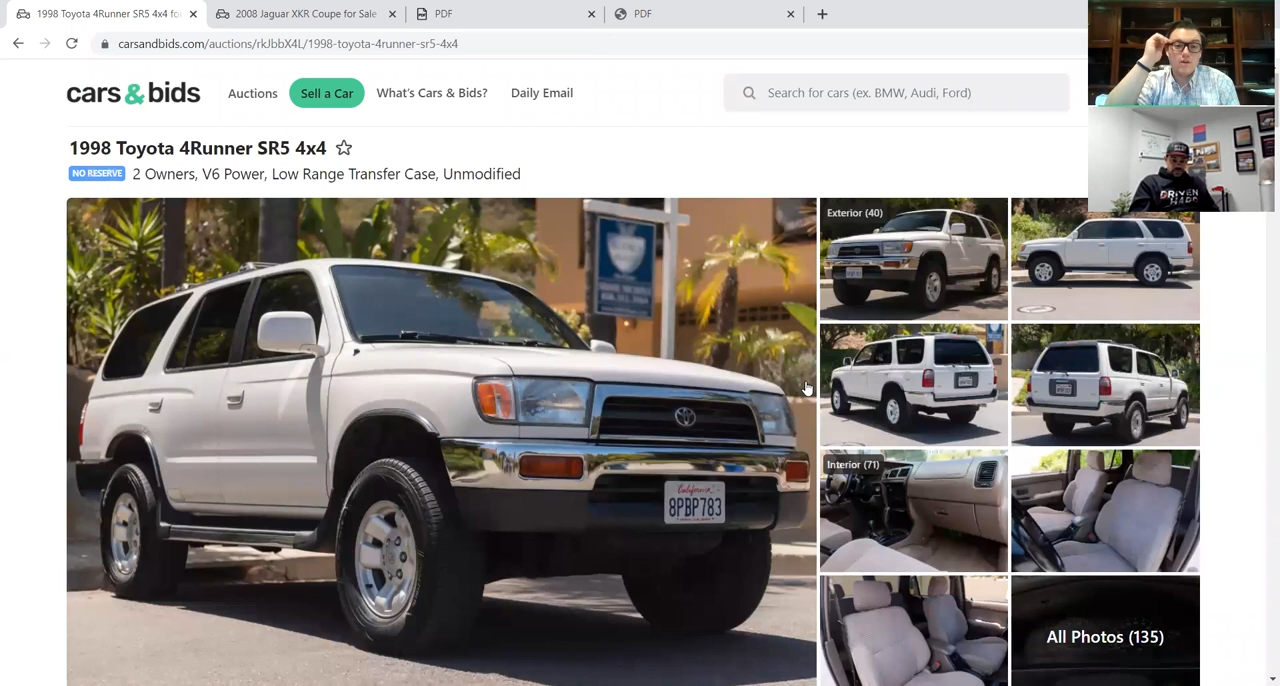 1998 Toyota 4Runner SR5 4x4 fo
2008 Jaguar XKR Coupe for Sale
PDF
PDF
carsandbids.com/auctions/rkJbbX4L/1998-toyota-4runner-sr5-4x4
cars & bids
Auctions
Sell a Car
What's Cars & Bids?
Daily Email
Search for cars (ex. BMW, Audi, Ford)
1998 Toyota 4Runner SR5 4x4
NO RESERVE
2 Owners, V6 Power, Low Range Transfer Case, Unmodified
Exterior (40)
Interior (71)
All Photos (135)
California
8PBP783
DRIVEN
HARD